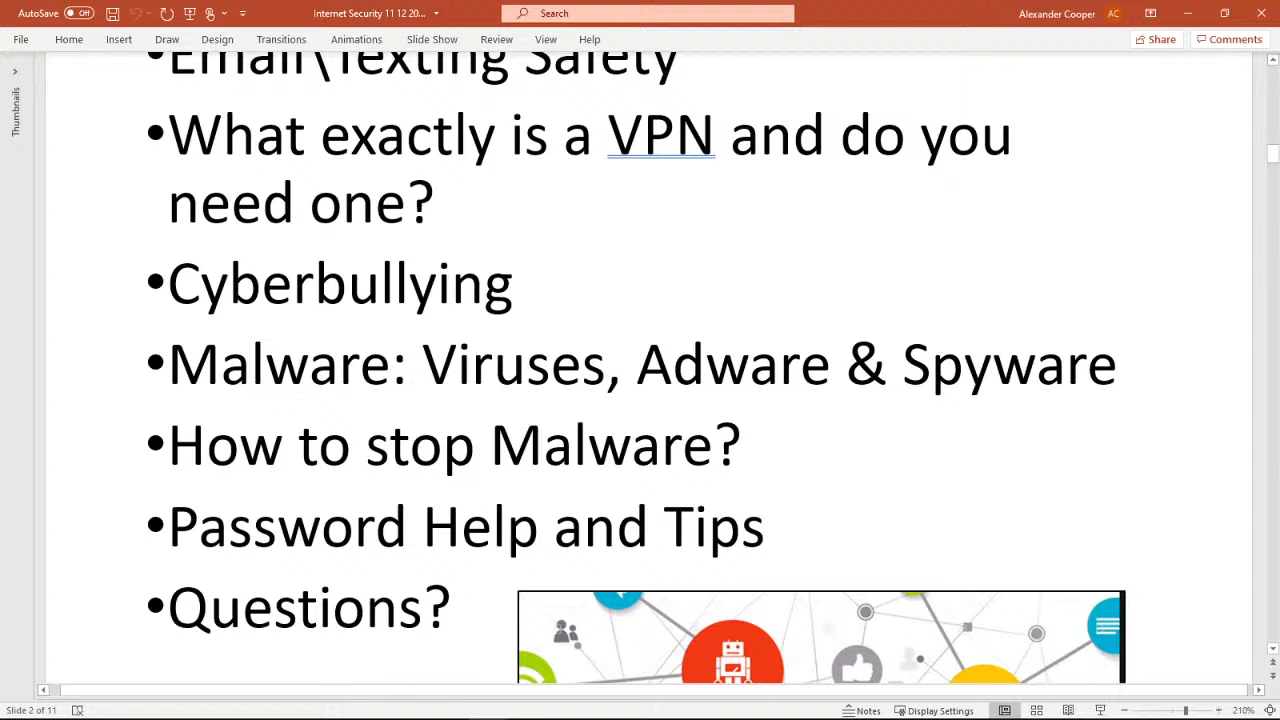 AutoSave Off Internet Security 11 12 20... Search Alexander Cooper AC
File Home Insert Draw Design Transitions Animations Slide Show Review View Help Share Comments
Thumbnails
•Email\Texting Safety
•What exactly is a VPN and do you
need one?
•Cyberbullying
•Malware: Viruses, Adware & Spyware
•How to stop Malware?
•Password Help and Tips
•Questions?
Slide 2 of 11 Notes Display Settings 210%